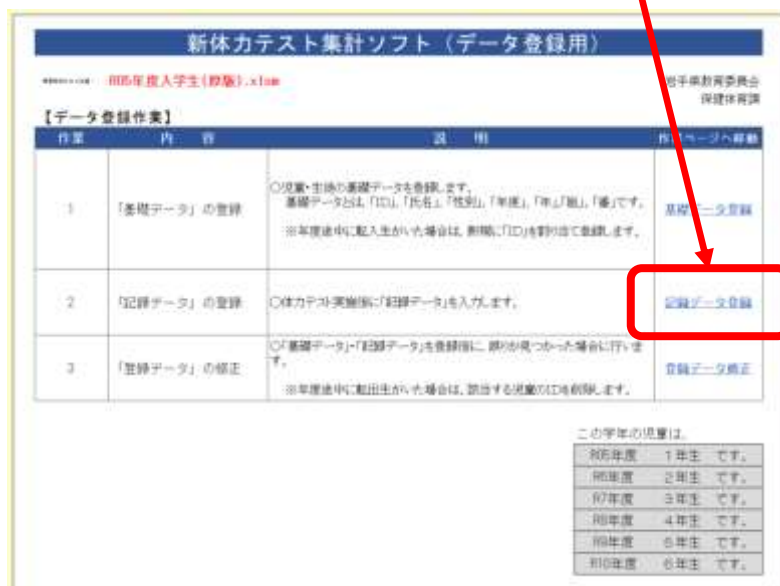 新体力テスト集計ソフト（データ登録用）
R05年度入学生(原版).xlsm
岩手県教育委員会
保健体育課
【データ登録作業】
作業 内　容 説　明 作業ページへ移動
1 「基礎データ」の登録
○児童・生徒の基礎データを登録します。
基礎データとは、「ID」、「氏名」、「性別」、「年度」、「年」、「組」、「番」です。
※年度途中に転入生がいた場合は、新規に「ID」を割り当て登録します。
基礎データ登録
2 「記録データ」の登録 ○体力テスト実施後に「記録データ」を入力します。 記録データ登録
3 「登録データ」の修正
○「基礎データ」・「記録データ」を登録後に、誤りが見つかった場合に行いま
す。
※年度途中に転出生がいた場合は、該当する児童のIDを削除します。
登録データ修正
この学年の児童は、
R05年度 1年生 です。
R6年度 2年生 です。
R7年度 3年生 です。
R8年度 4年生 です。
R9年度 5年生 です。
R10年度 6年生 です。